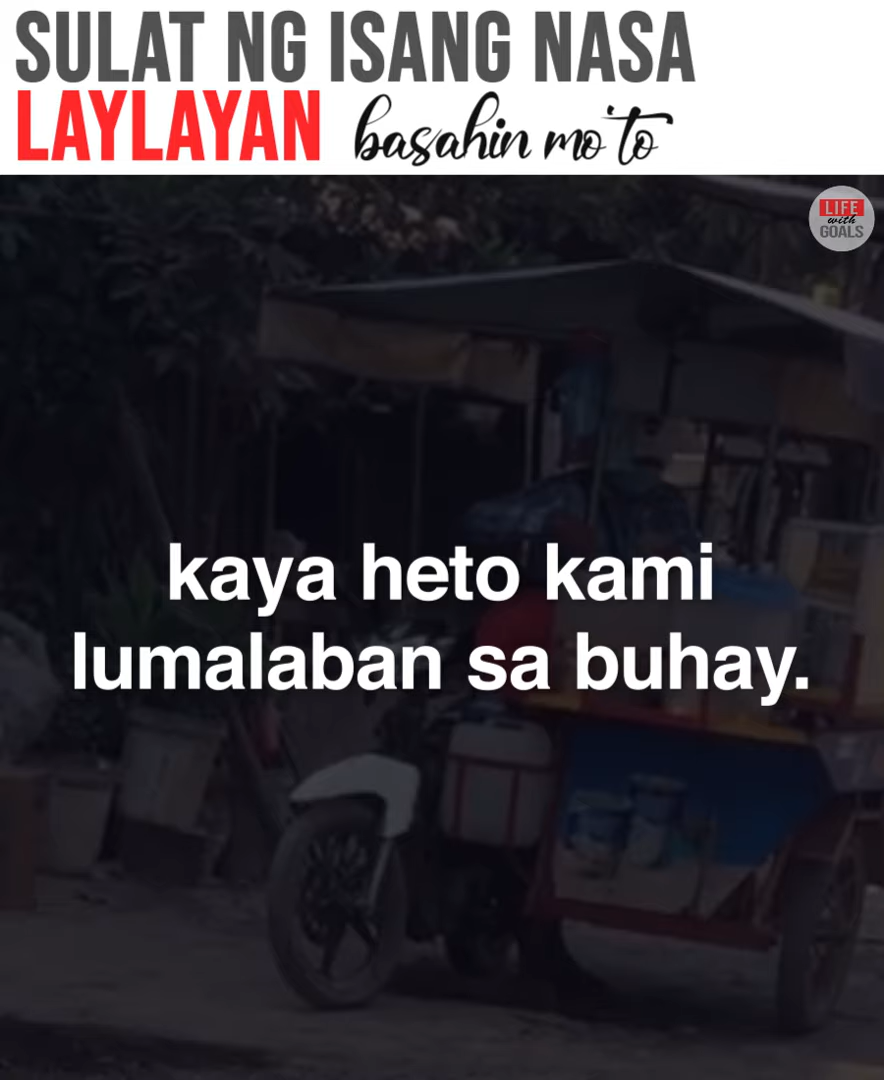 SULAT NG ISANG NASA
LAYLAYAN basahin mo'to
LIFE
with
GOALS
kaya heto kami
lumalaban sa buhay.